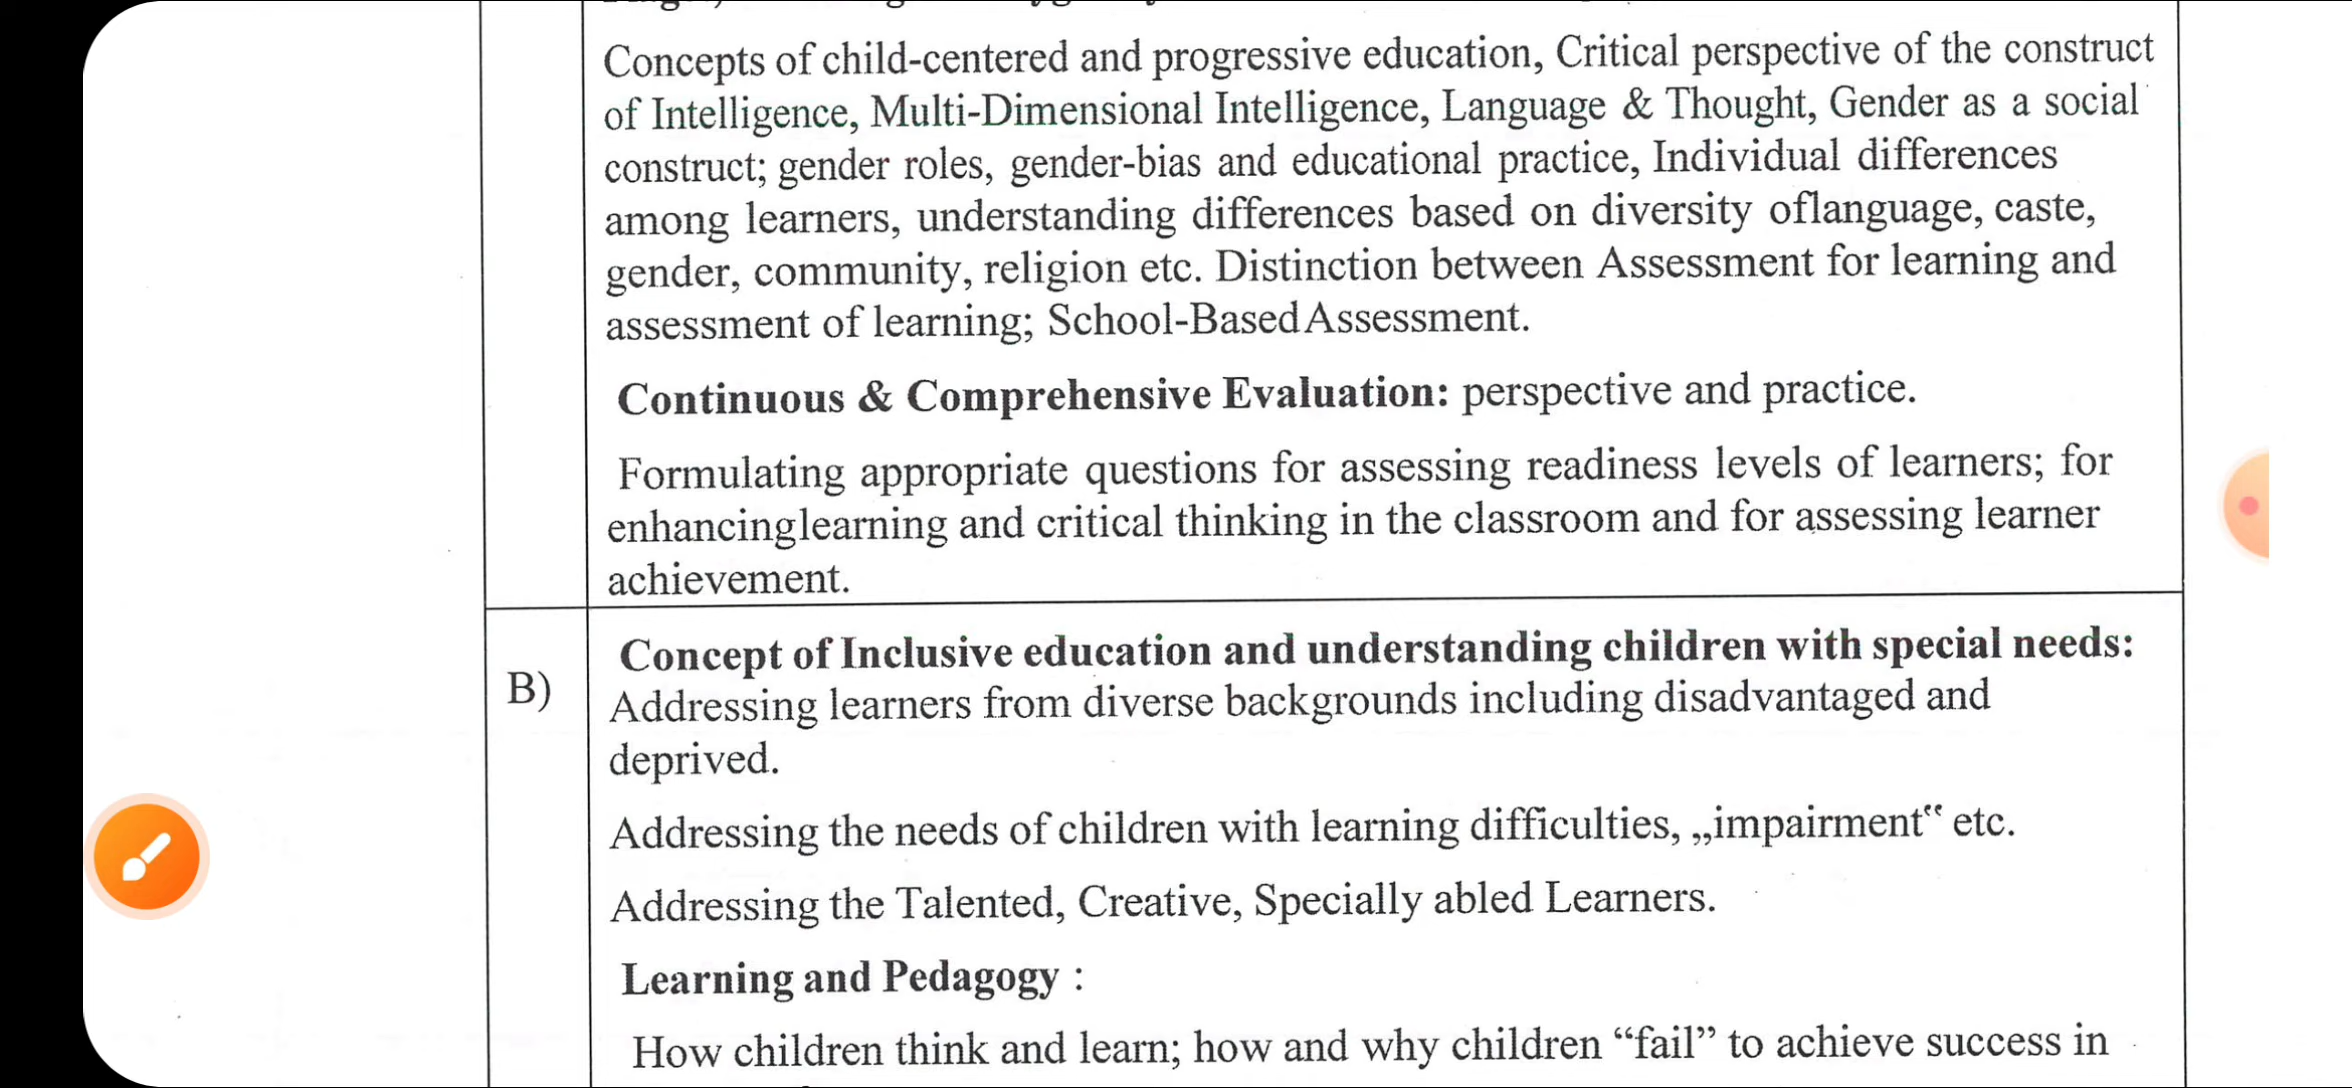 Concepts of child-centered and progressive education, Critical perspective of the construct
of Intelligence, Multi-Dimensional Intelligence, Language & Thought, Gender as a social
construct; gender roles, gender-bias and educational practice, Individual differences
among learners, understanding differences based on diversity oflanguage, caste,
gender, community, religion etc. Distinction between Assessment for learning and
assessment of learning; School-Based Assessment.
Continuous & Comprehensive Evaluation: perspective and practice.
Formulating appropriate questions for assessing readiness levels of learners; for
enhancinglearning and critical thinking in the classroom and for assessing learner
achievement.
B)
Concept of Inclusive education and understanding children with special needs:
Addressing learners from diverse backgrounds including disadvantaged and
deprived.
Addressing the needs of children with learning difficulties, „impairment‟ etc.
Addressing the Talented, Creative, Specially abled Learners.
Learning and Pedagogy :
How children think and learn; how and why children “fail” to achieve success in